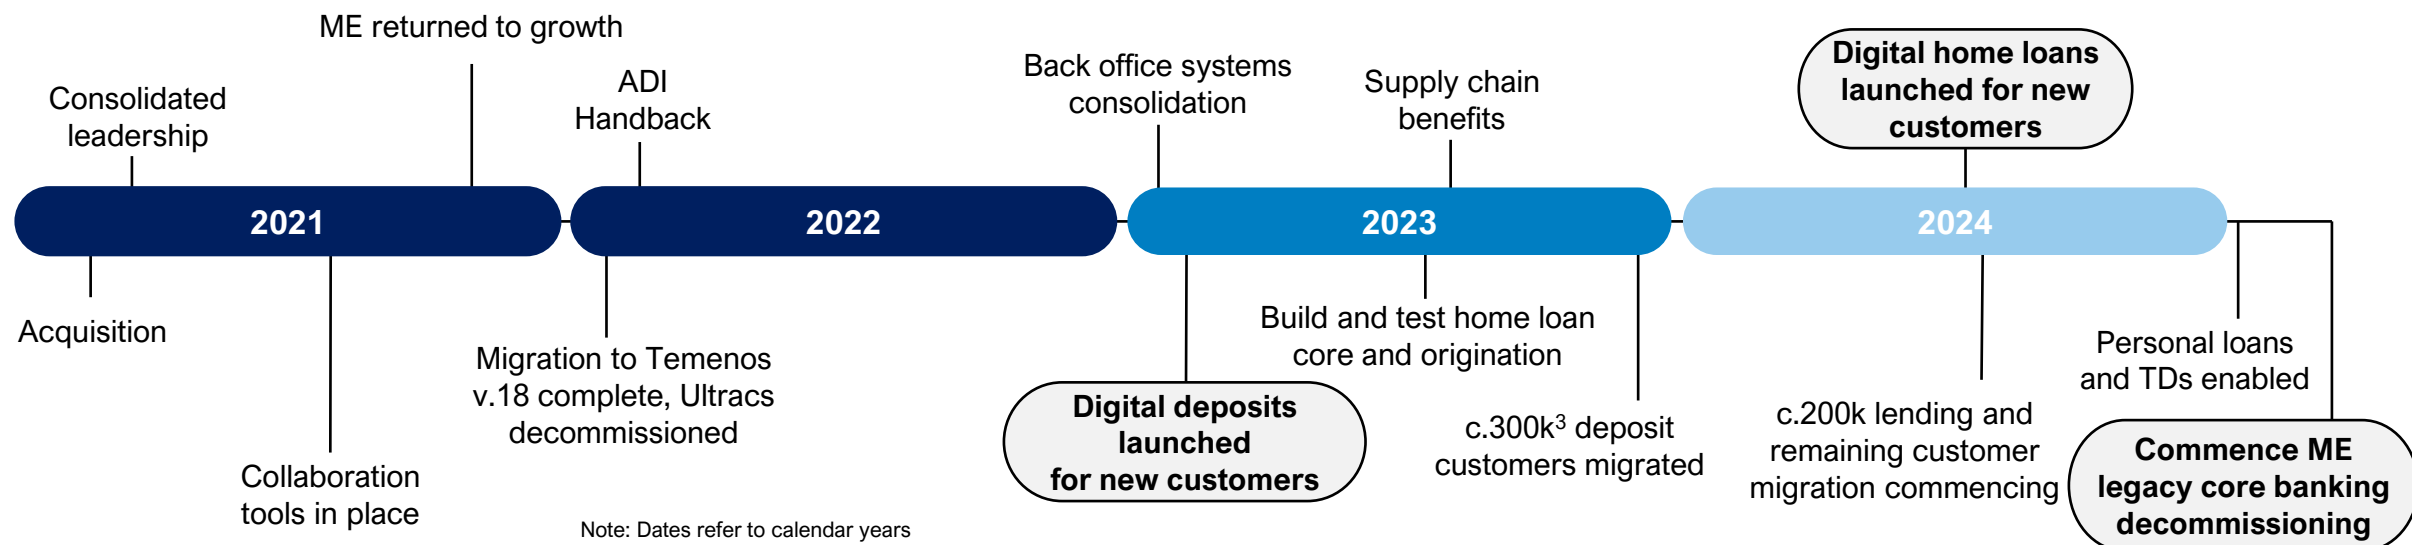 ME returned to growth
Consolidated
leadership
ADI
Handback
Back office systems
consolidation
Supply chain
benefits
Digital home loans
launched for new
customers
2021
2022
2023
2024
Acquisition
Collaboration
tools in place
Migration to Temenos
v.18 complete, Ultracs
decommissioned
Digital deposits
launched
for new customers
Build and test home loan
core and origination
c.300k³ deposit
customers migrated
c.200k lending and
remaining customer
migration commencing
Personal loans
and TDs enabled
Commence ME
legacy core banking
decommissioning
Note: Dates refer to calendar years